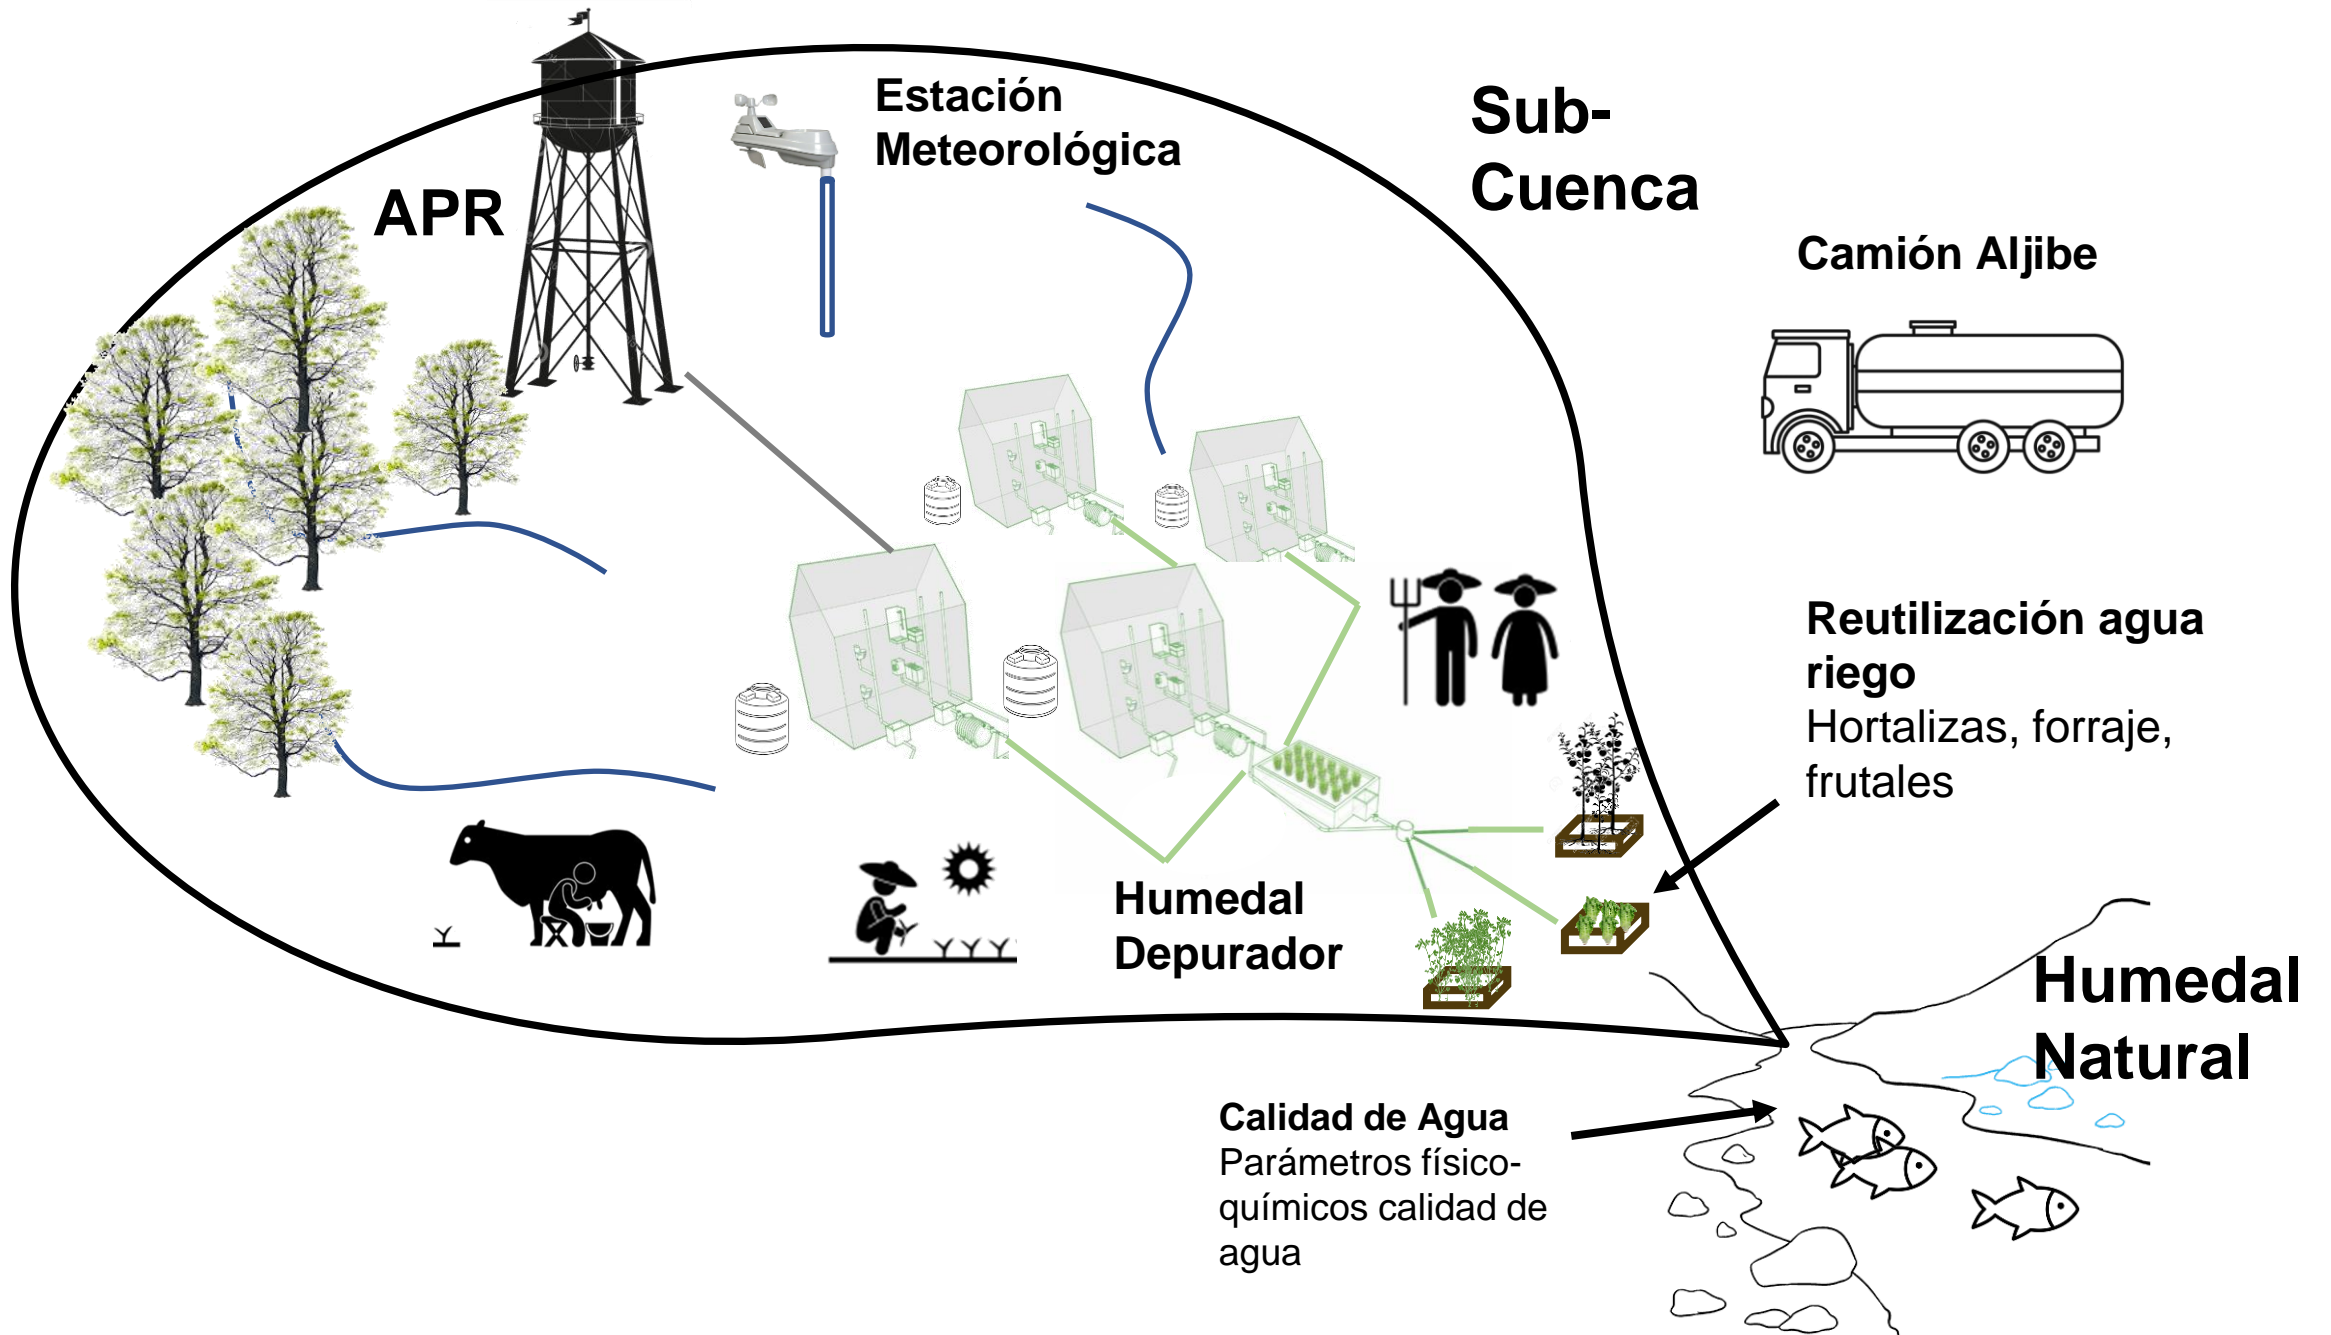 Estación
Meteorológica
APR
Sub-
Cuenca
Camión Aljibe
Reutilización agua
riego
Hortalizas, forraje,
frutales
Humedal
Depurador
Humedal
Natural
Calidad de Agua
Parámetros físico-
químicos calidad de
agua